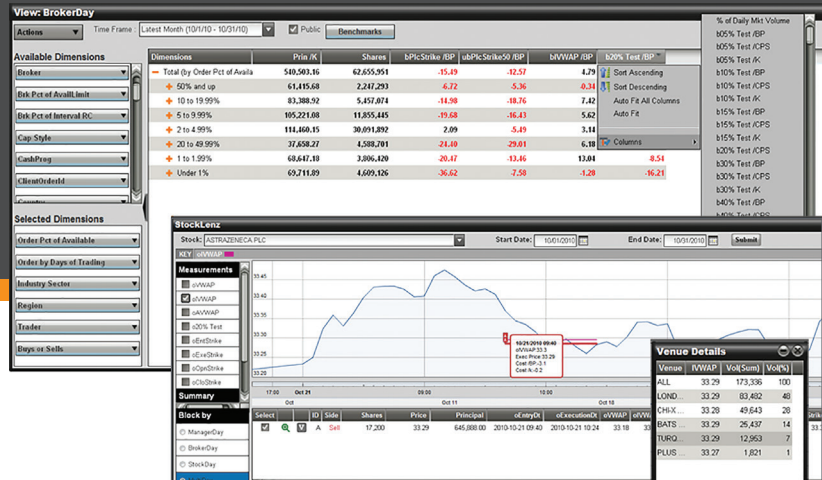 View: BrokerDay
Actions
Time Frame : Latest Month (10/1/10 - 10/31/10)
Public
Benchmarks
Available Dimensions
Broker
Brk Pct of AvailLimit
Brk Pct of Interval RC
Cap Style
CashProg
ClientOrderId
Country
Selected Dimensions
Order Pct of Available
Order by Days of Trading
Industry Sector
Region
Trader
Buys or Sells
Dimensions Prin /K Shares bPlcStrike /BP ubPlcStrike50 /BP bIVWAP /BP b20% Test /BP
Total (by Order Pct of Availa 540,503.16 62,655,951 -15.49 -12.57 4.79
50% and up 61,415.68 2,247,293 -6.72 -5.36 -0.34
10 to 19.99% 83,388.92 5,457,074 -14.98 -18.76 7.42
5 to 9.99% 105,221.08 11,855,445 -19.68 -16.43 5.62
2 to 4.99% 114,460.15 30,091,892 2.09 -5.49 3.14
20 to 49.99% 37,658.27 4,588,701 -21.40 -29.01 6.18
1 to 1.99% 68,647.18 3,806,420 -20.47 -13.46 13.04 -8.54
Under 1% 69,711.89 4,609,126 -36.62 -7.58 -1.28 -16.21
Sort Ascending
Sort Descending
Auto Fit All Columns
Auto Fit
Columns
% of Daily Mkt Volume
b05% Test /BP
b05% Test /CPS
b05% Test /K
b10% Test /BP
b10% Test /CPS
b10% Test /K
b15% Test /BP
b15% Test /CPS
b15% Test /K
b20% Test /CPS
b30% Test /BP
b30% Test /CPS
b30% Test /K
b40% Test /BP
b40% Test /CPS
StockLenz
Stock: ASTRAZENECA PLC
Start Date: 10/01/2010
End Date: 10/31/2010
Submit
KEY oIVWAP
Measurements
oVWAP
oIVWAP
oAVWAP
o20% Test
oEntStrike
oExeStrike
oOpnStrike
oCloStrike
Summary
Block by
ManagerDay
BrokerDay
StockDay
33.45
33.40
33.35
33.30
33.25
33.20
10/21/2010 09:40
oIVWAP 33.3
Exec Price 33.29
Cost /BP:-3.1
Cost /K:-0.2
17:00 Oct 21 09:00 10:00
Oct Oct 11 Oct 18
Select ID Side Shares Price Principal oEntryDt oExecutionDt oVWAP oIVW
V A Sell 17,200 33.29 645,888.00 2010-10-21 09:40 2010-10-21 10:24 33.18 33
Venue Details
Venue IVWAP Vol(Sum) Vol(%)
ALL 33.29 173,336 100
LOND... 33.29 83,482 48
CHI-X ... 33.28 49,643 28
BATS ... 33.29 25,437 14
TURQ... 33.29 12,953 7
PLUS ... 33.27 1,821 1